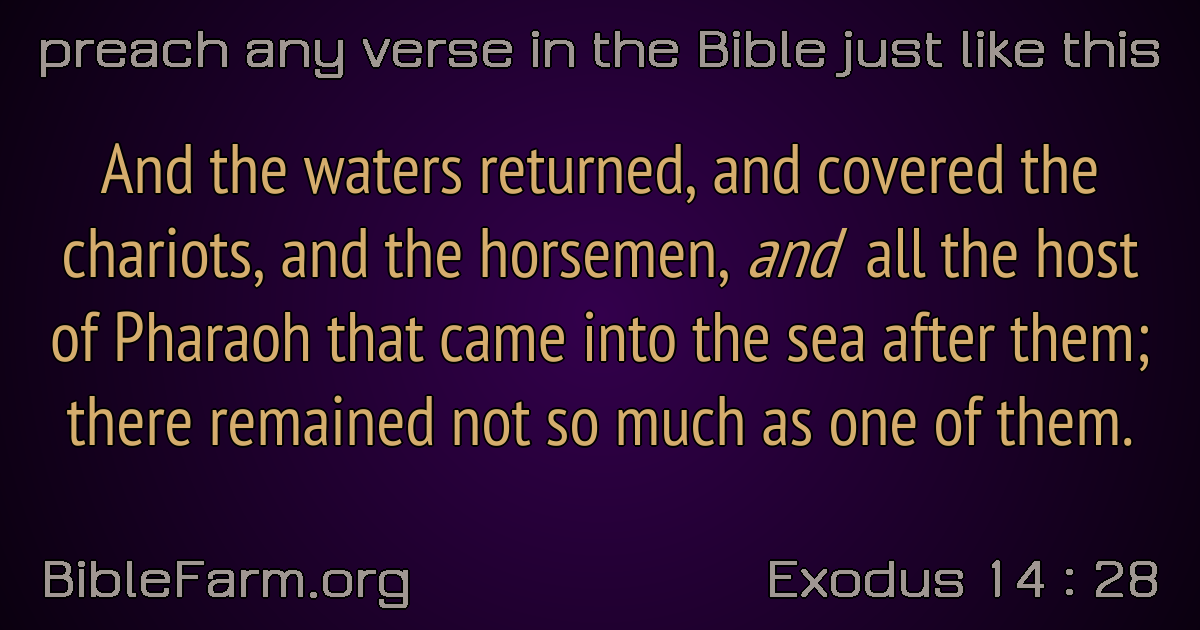 preach any verse in the Bible just like this
And the waters returned, and covered the
chariots, and the horsemen, and all the host
of Pharaoh that came into the sea after them;
there remained not so much as one of them.
BibleFarm.org
Exodus 14 : 28